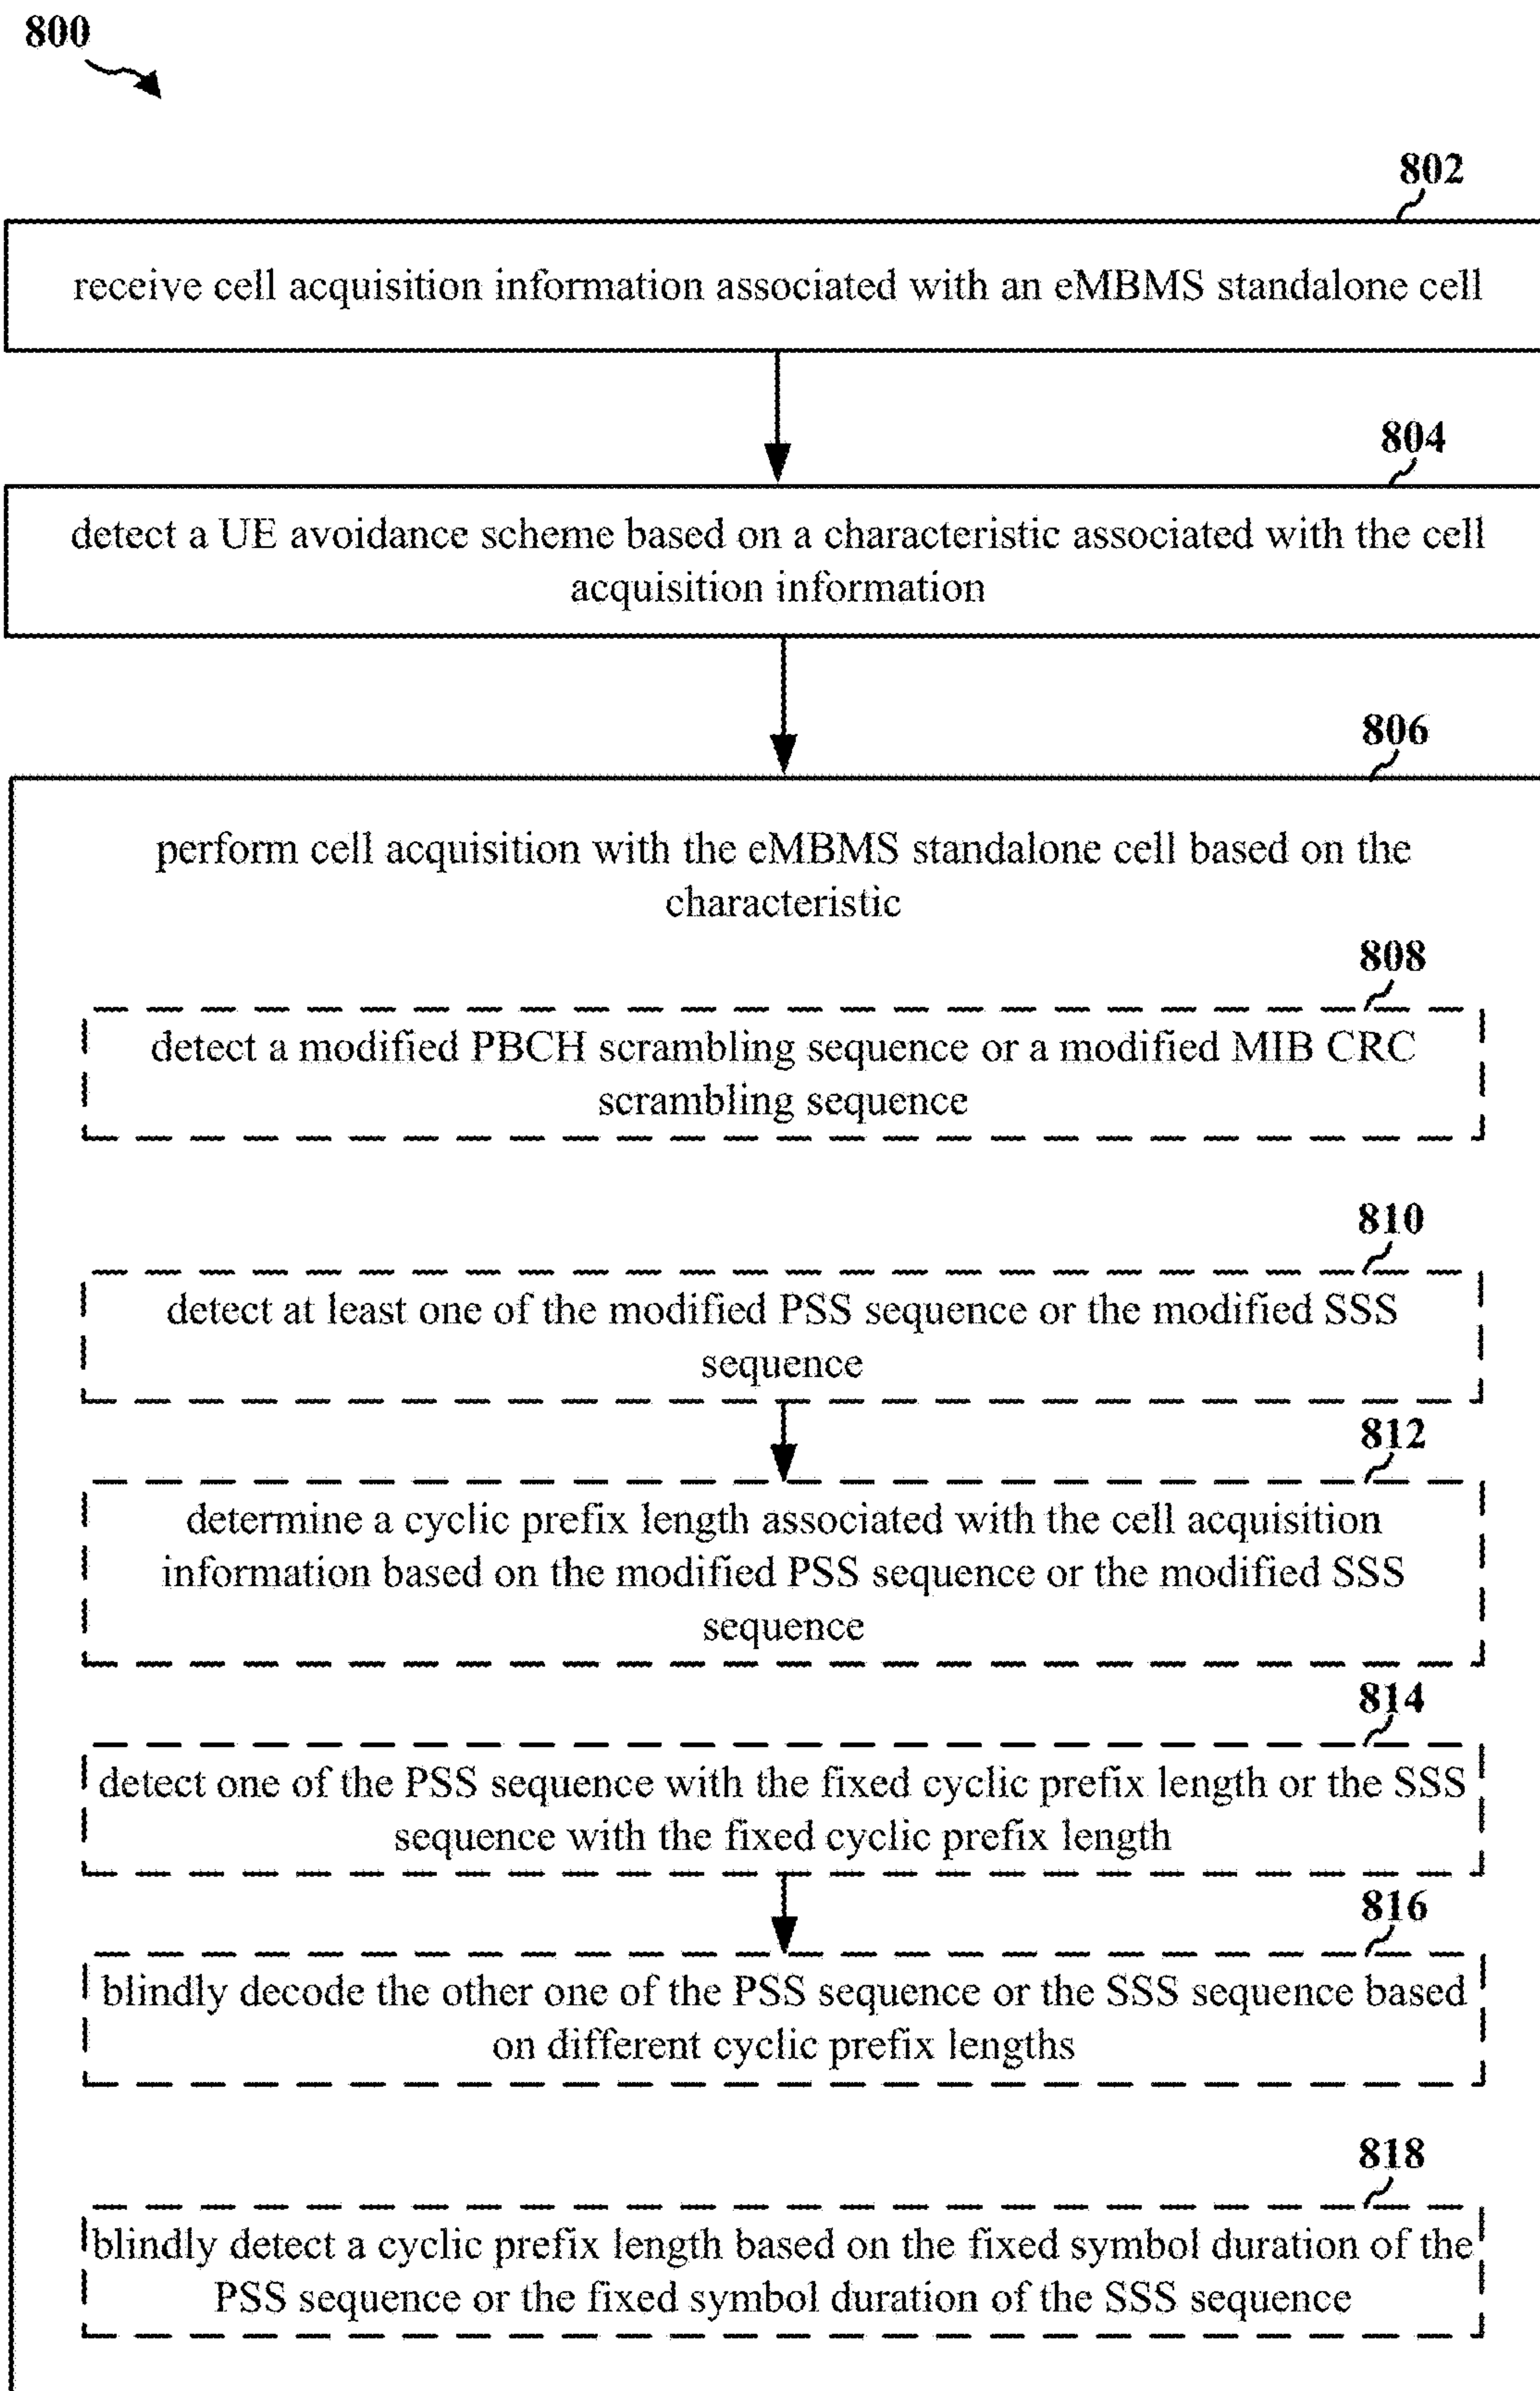 800
802
receive cell acquisition information associated with an eMBMS standalone cell
804
detect a UE avoidance scheme based on a characteristic associated with the cell
acquisition information
806
perform cell acquisition with the eMBMS standalone cell based on the
characteristic
808
detect a modified PBCH scrambling sequence or a modified MIB CRC
scrambling sequence
810
detect at least one of the modified PSS sequence or the modified SSS
sequence
812
determine a cyclic prefix length associated with the cell acquisition
information based on the modified PSS sequence or the modified SSS
sequence
814
detect one of the PSS sequence with the fixed cyclic prefix length or the SSS
sequence with the fixed cyclic prefix length
816
blindly decode the other one of the PSS sequence or the SSS sequence based
on different cyclic prefix lengths
818
blindly detect a cyclic prefix length based on the fixed symbol duration of the
PSS sequence or the fixed symbol duration of the SSS sequence